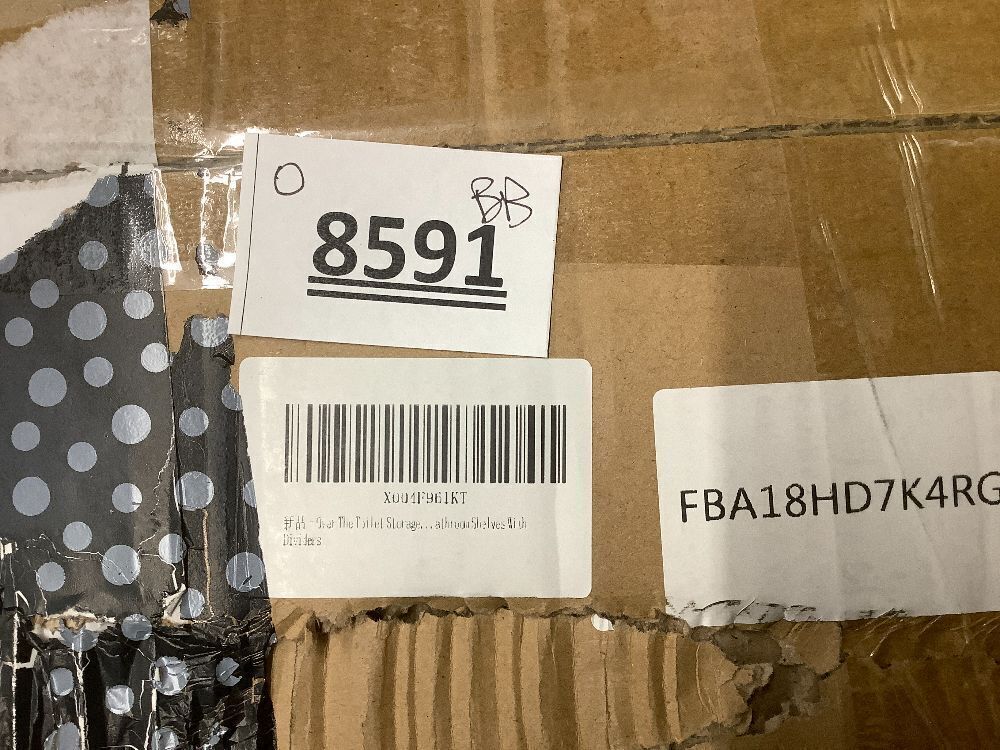 O
BB
8591
X004F961KT
新品 - Over The Toilet Storage...athroom Shelves With
Dividers
FBA18HD7K4RG